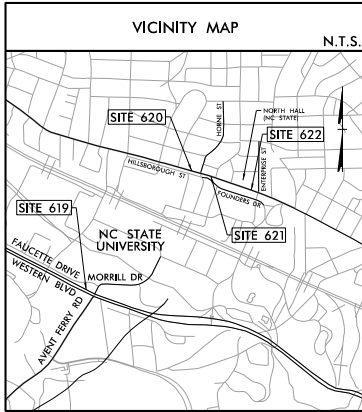 VICINITY MAP
N.T.S.
SITE 620
HORNE ST
NORTH HALL
(NC STATE)
SITE 622
HILLSBOROUGH ST
ENTERPRISE ST
FOUNDERS DR
SITE 619
NC STATE
UNIVERSITY
SITE 621
FAUCETTE DRIVE
WESTERN BLVD
MORRILL DR
AVENT FERRY RD